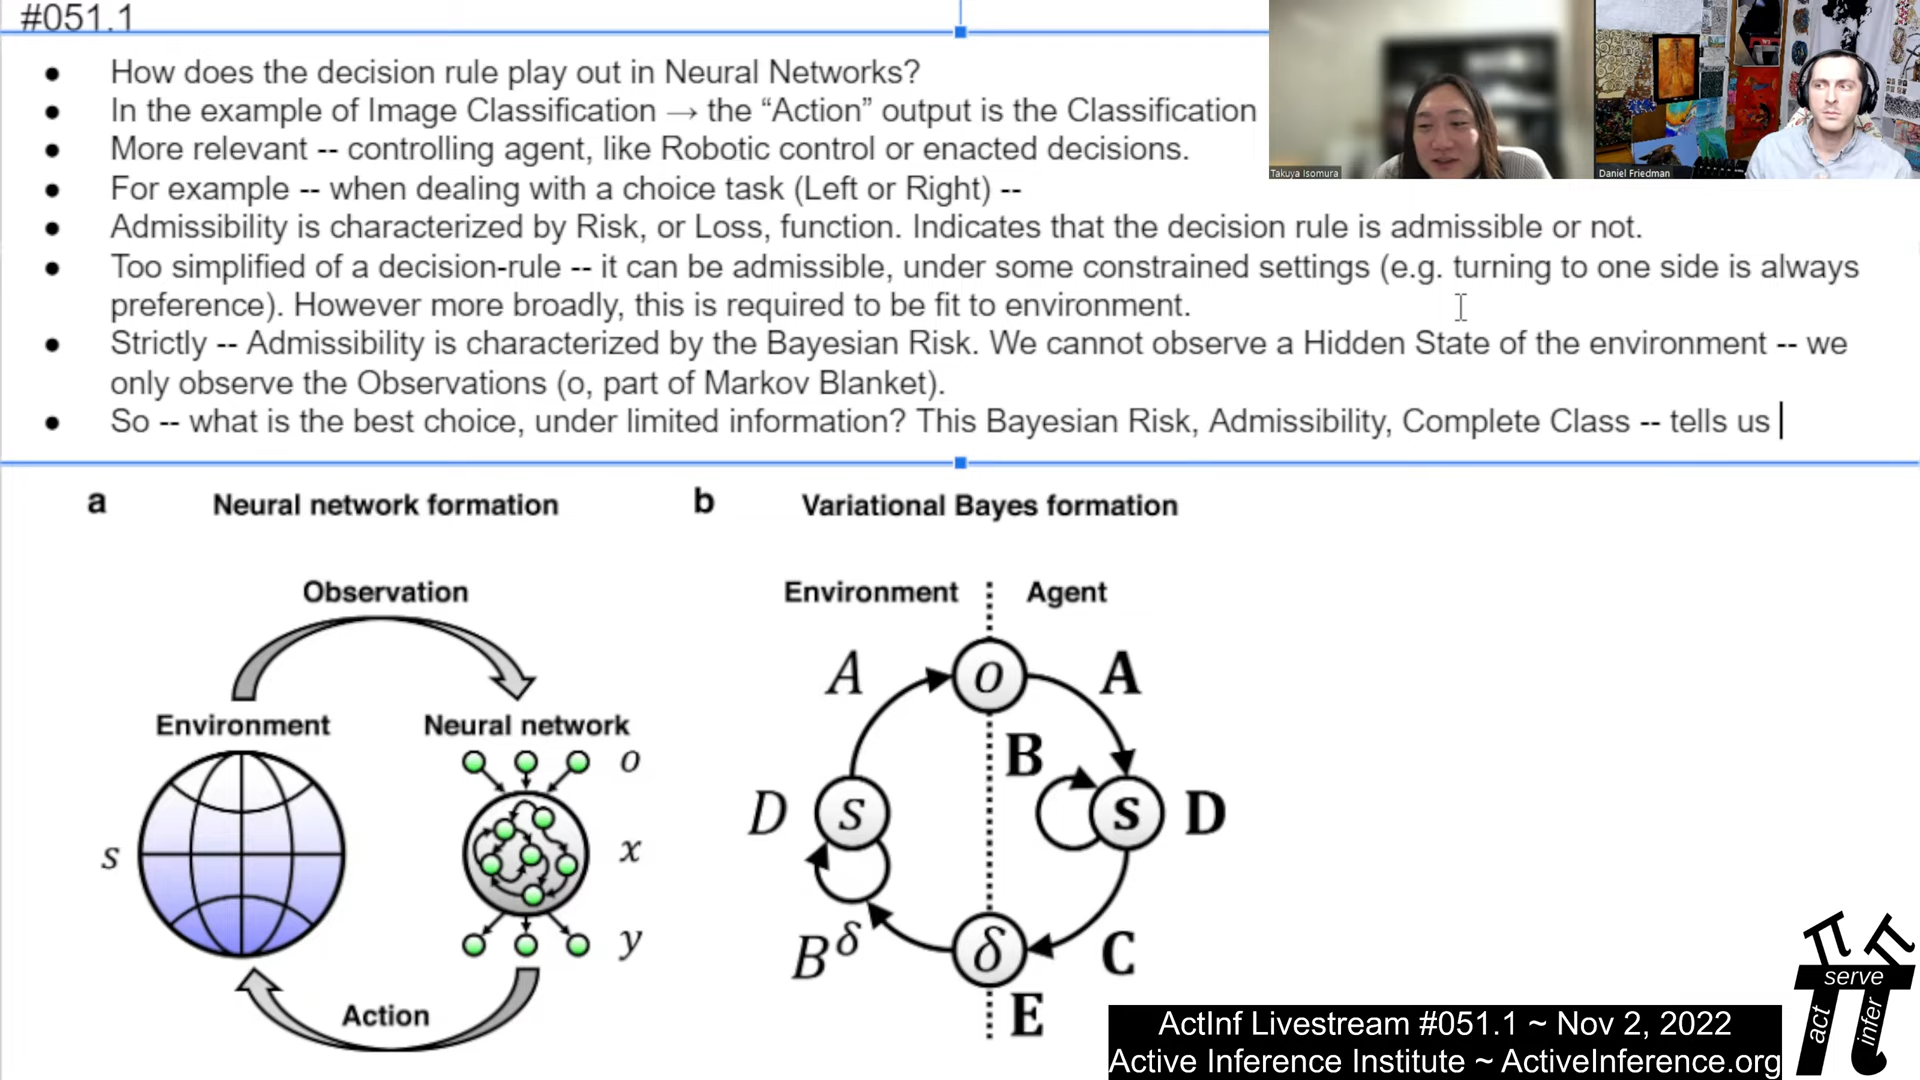 #051.1
● How does the decision rule play out in Neural Networks?
● In the example of Image Classification → the “Action” output is the Classification
● More relevant -- controlling agent, like Robotic control or enacted decisions.
● For example -- when dealing with a choice task (Left or Right) --
● Admissibility is characterized by Risk, or Loss, function. Indicates that the decision rule is admissible or not.
● Too simplified of a decision-rule -- it can be admissible, under some constrained settings (e.g. turning to one side is always
preference). However more broadly, this is required to be fit to environment.
● Strictly -- Admissibility is characterized by the Bayesian Risk. We cannot observe a Hidden State of the environment -- we
only observe the Observations (o, part of Markov Blanket).
● So -- what is the best choice, under limited information? This Bayesian Risk, Admissibility, Complete Class -- tells us
Takuya Isomura
Daniel Friedman
a Neural network formation
Observation
Environment Neural network
o
s
x
y
Action
b Variational Bayes formation
Environment Agent
A o A
B
D s s D
B^δ δ C
E
ActInf Livestream #051.1 ~ Nov 2, 2022
Active Inference Institute ~ ActiveInference.org
π π
serve
π
act
infer